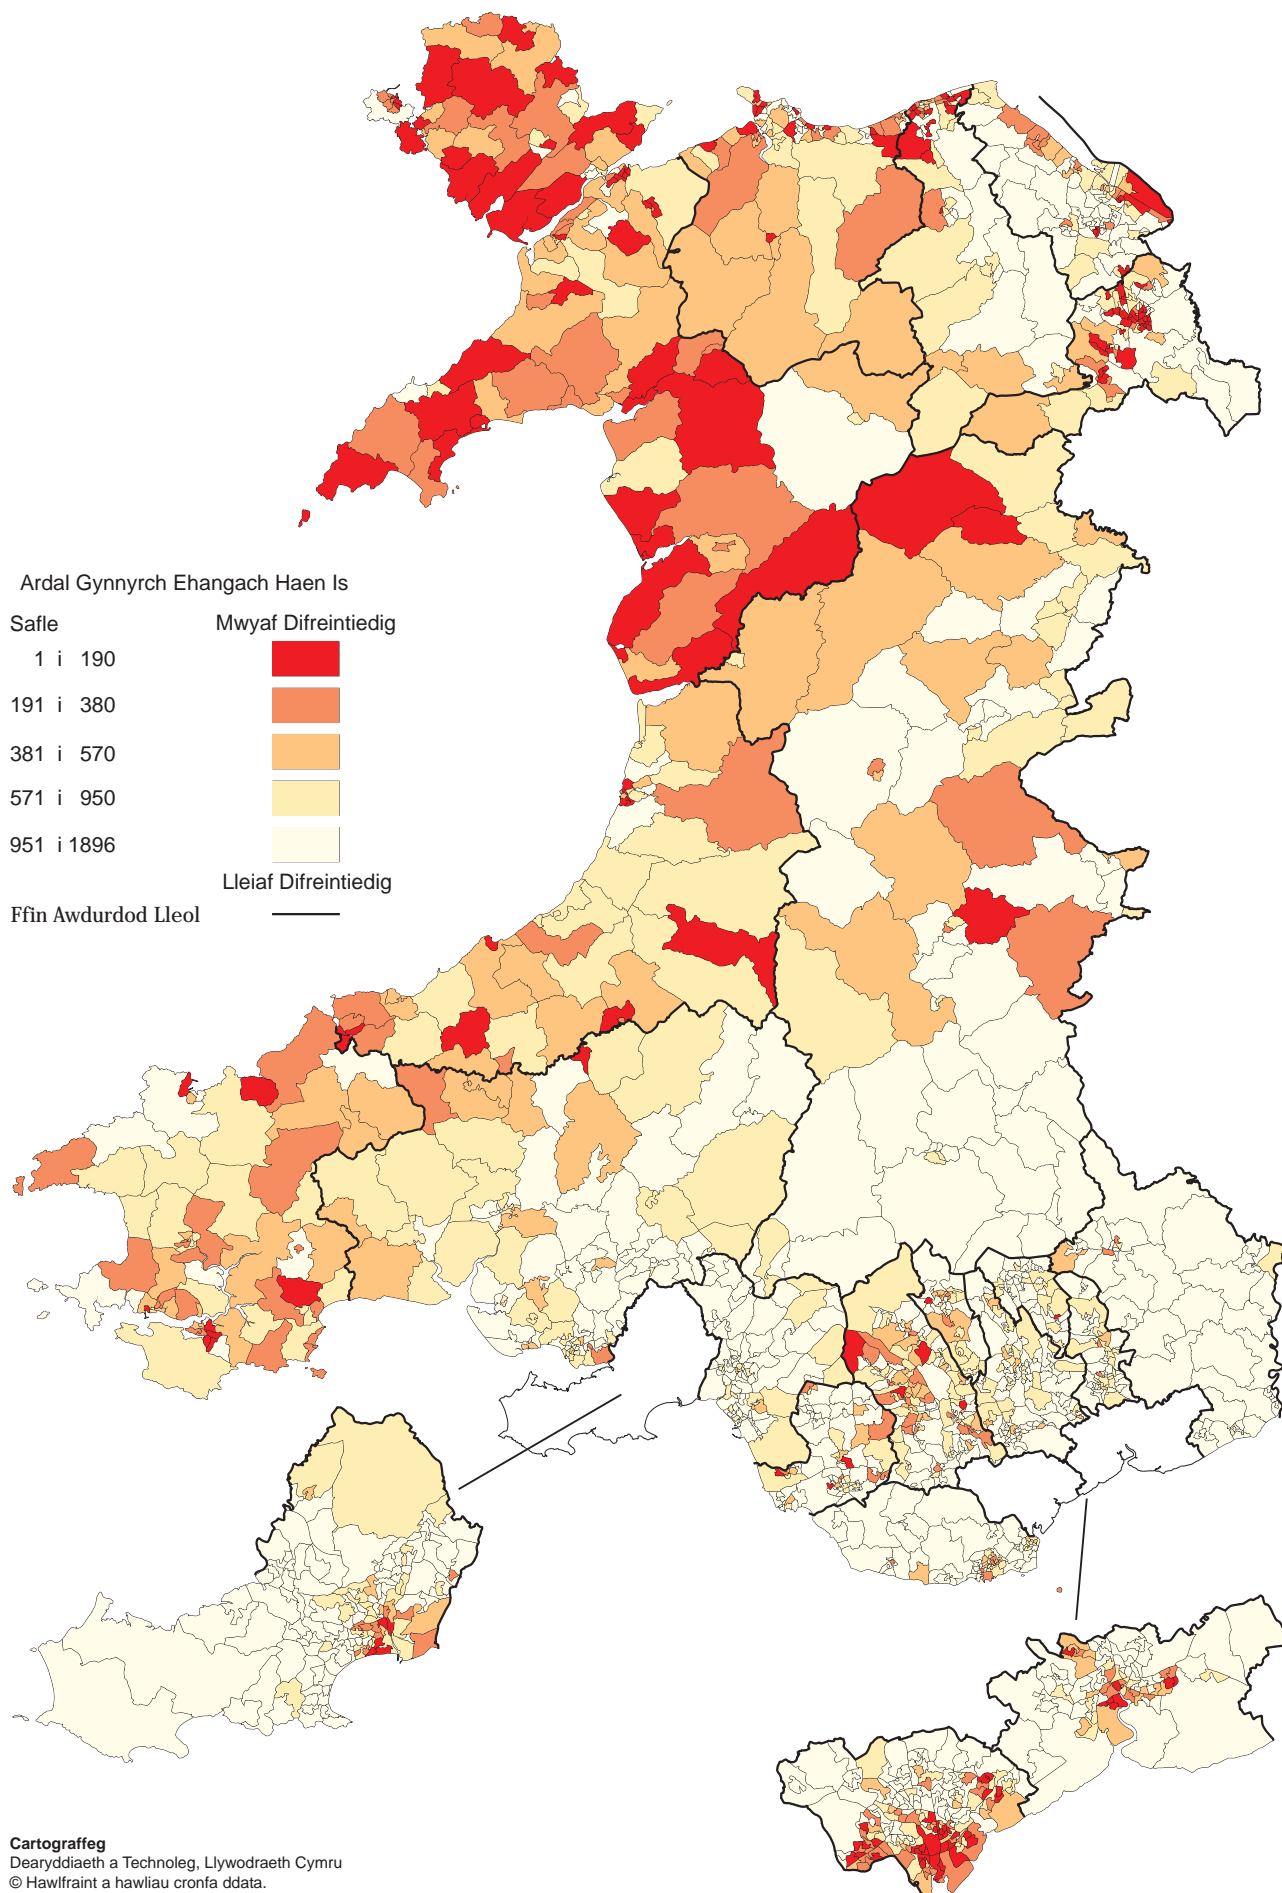 Ardal Gynnyrch Ehangach Haen Is
Safle Mwyaf Difreintiedig
1 i 190
191 i 380
381 i 570
571 i 950
951 i 1896
Lleiaf Difreintiedig
Ffin Awdurdod Lleol
Cartograffeg
Dearyddiaeth a Technoleg, Llywodraeth Cymru
© Hawlfraint a hawliau cronfa ddata.